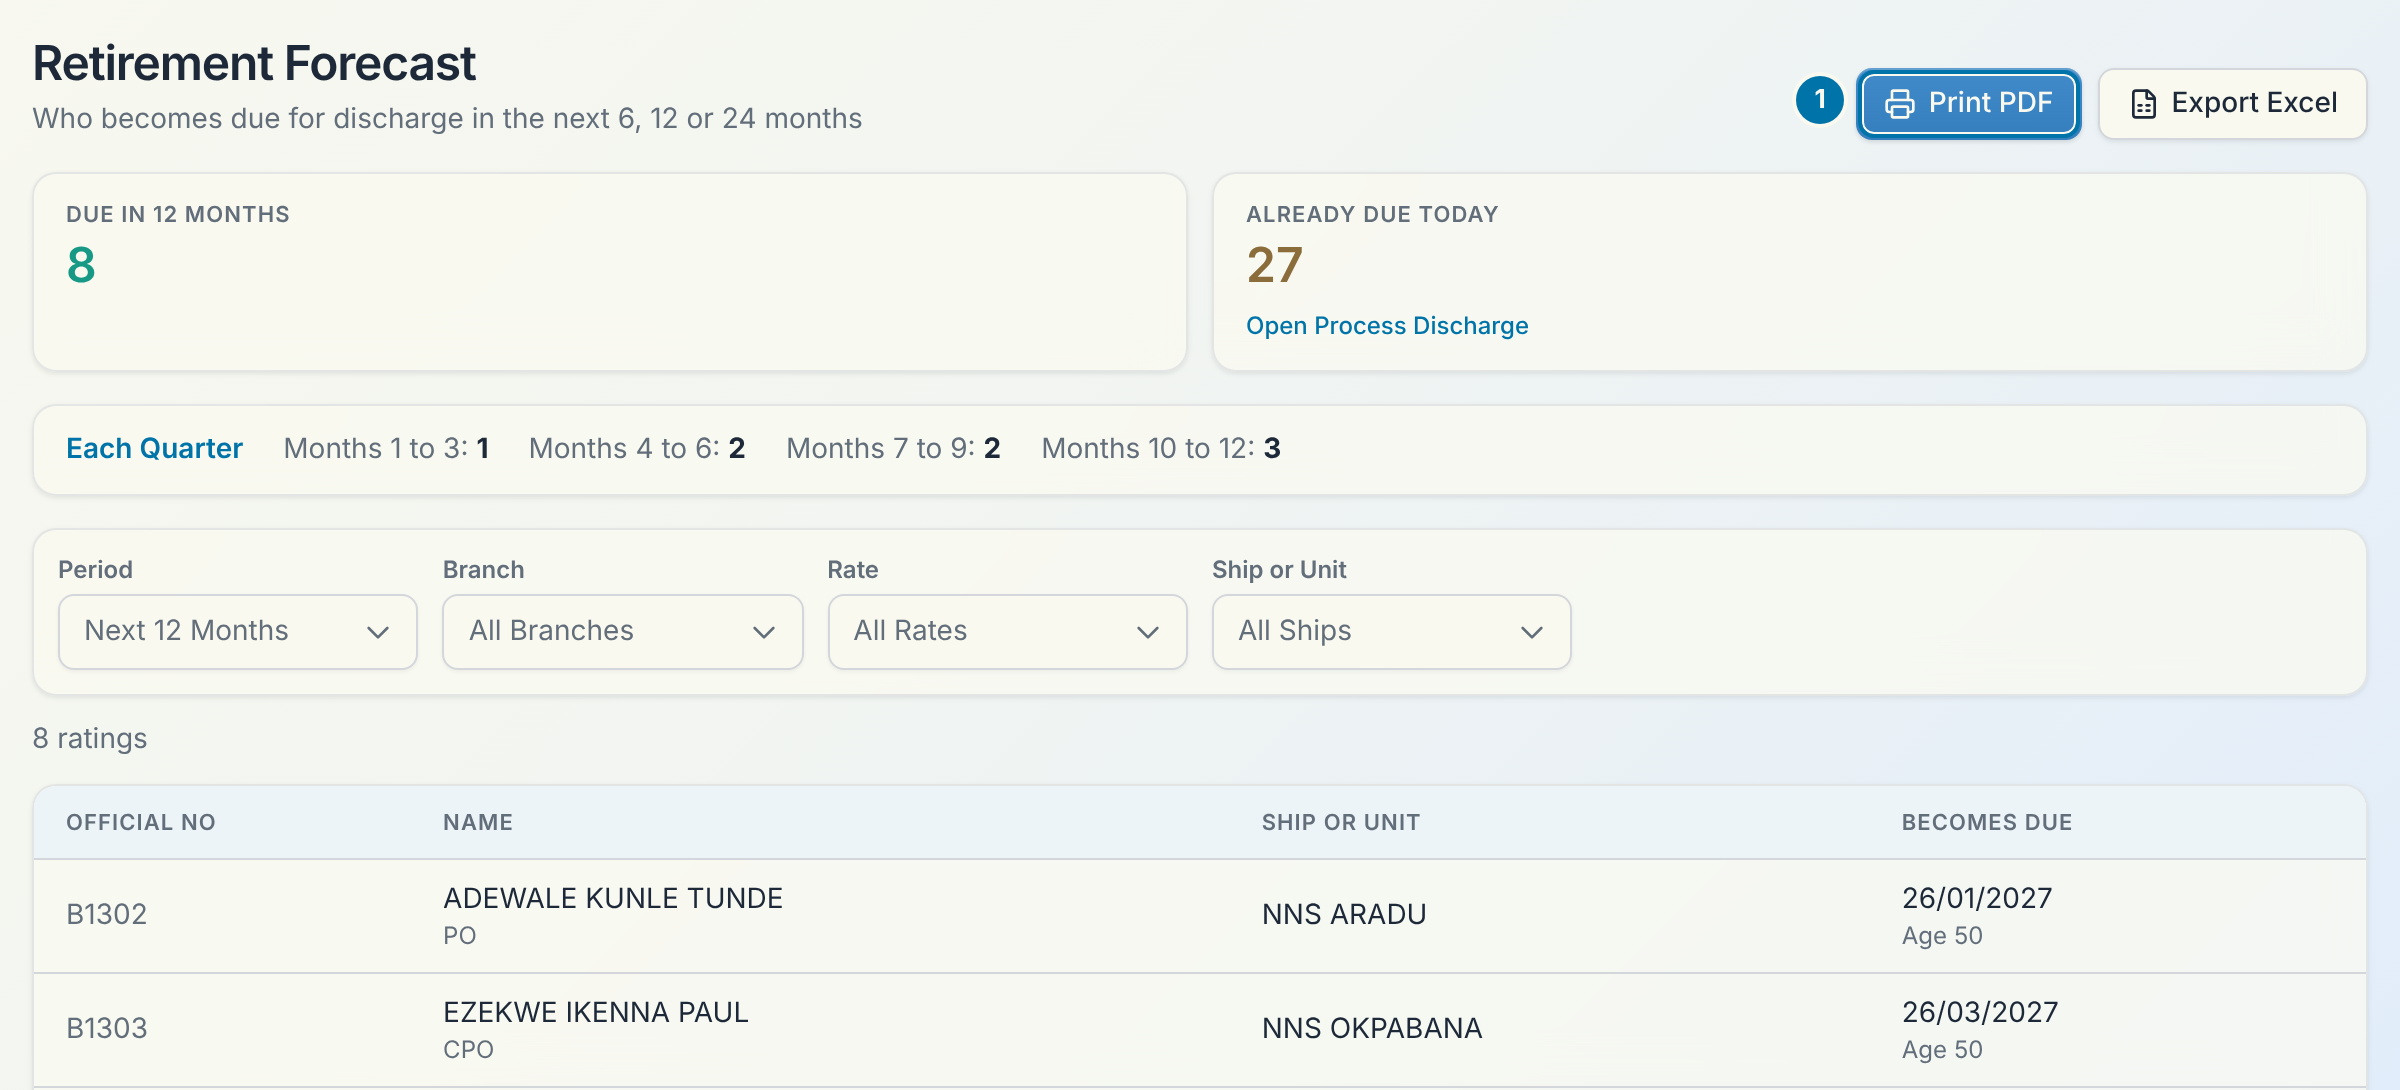 Retirement Forecast
Who becomes due for discharge in the next 6, 12 or 24 months
1
Print PDF
Export Excel
DUE IN 12 MONTHS
8
ALREADY DUE TODAY
27
Open Process Discharge
Each Quarter Months 1 to 3: 1 Months 4 to 6: 2 Months 7 to 9: 2 Months 10 to 12: 3
Period Branch Rate Ship or Unit
Next 12 Months All Branches All Rates All Ships
8 ratings
OFFICIAL NO NAME SHIP OR UNIT BECOMES DUE
B1302
ADEWALE KUNLE TUNDE
PO
NNS ARADU
26/01/2027
Age 50
B1303
EZEKWE IKENNA PAUL
CPO
NNS OKPABANA
26/03/2027
Age 50